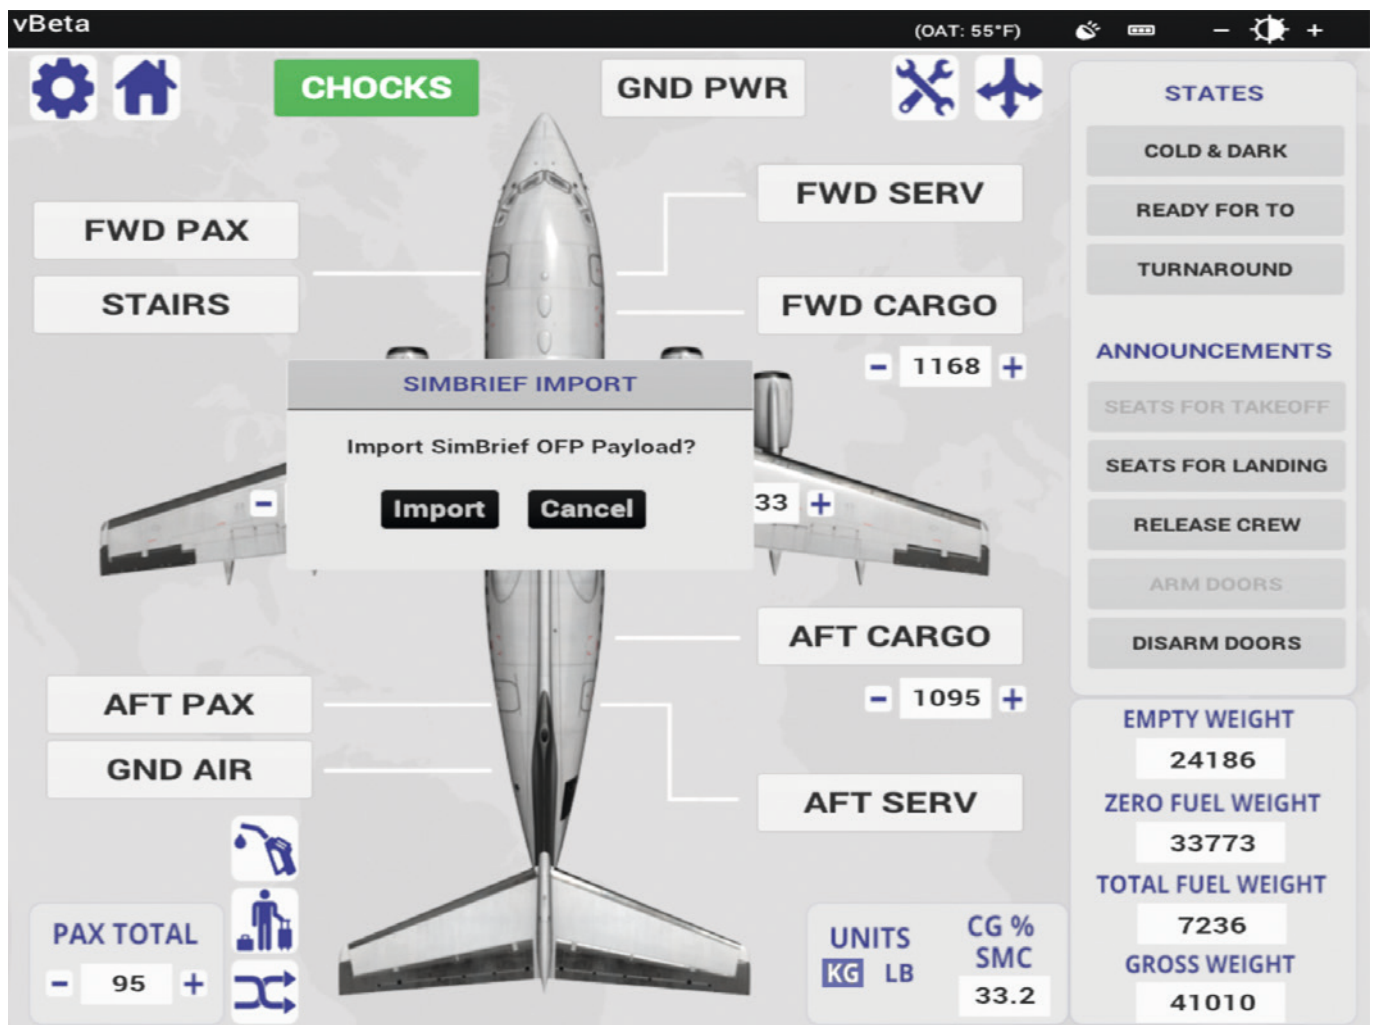 vBeta
(OAT: 55°F)
− +
CHOCKS
GND PWR
FWD PAX
STAIRS
FWD SERV
FWD CARGO
− 1168 +
SIMBRIEF IMPORT
Import SimBrief OFP Payload?
Import
Cancel
−
33 +
AFT CARGO
− 1095 +
AFT PAX
GND AIR
AFT SERV
PAX TOTAL
− 95 +
UNITS
KG LB
CG %
SMC
33.2
STATES
COLD & DARK
READY FOR TO
TURNAROUND
ANNOUNCEMENTS
SEATS FOR TAKEOFF
SEATS FOR LANDING
RELEASE CREW
ARM DOORS
DISARM DOORS
EMPTY WEIGHT
24186
ZERO FUEL WEIGHT
33773
TOTAL FUEL WEIGHT
7236
GROSS WEIGHT
41010